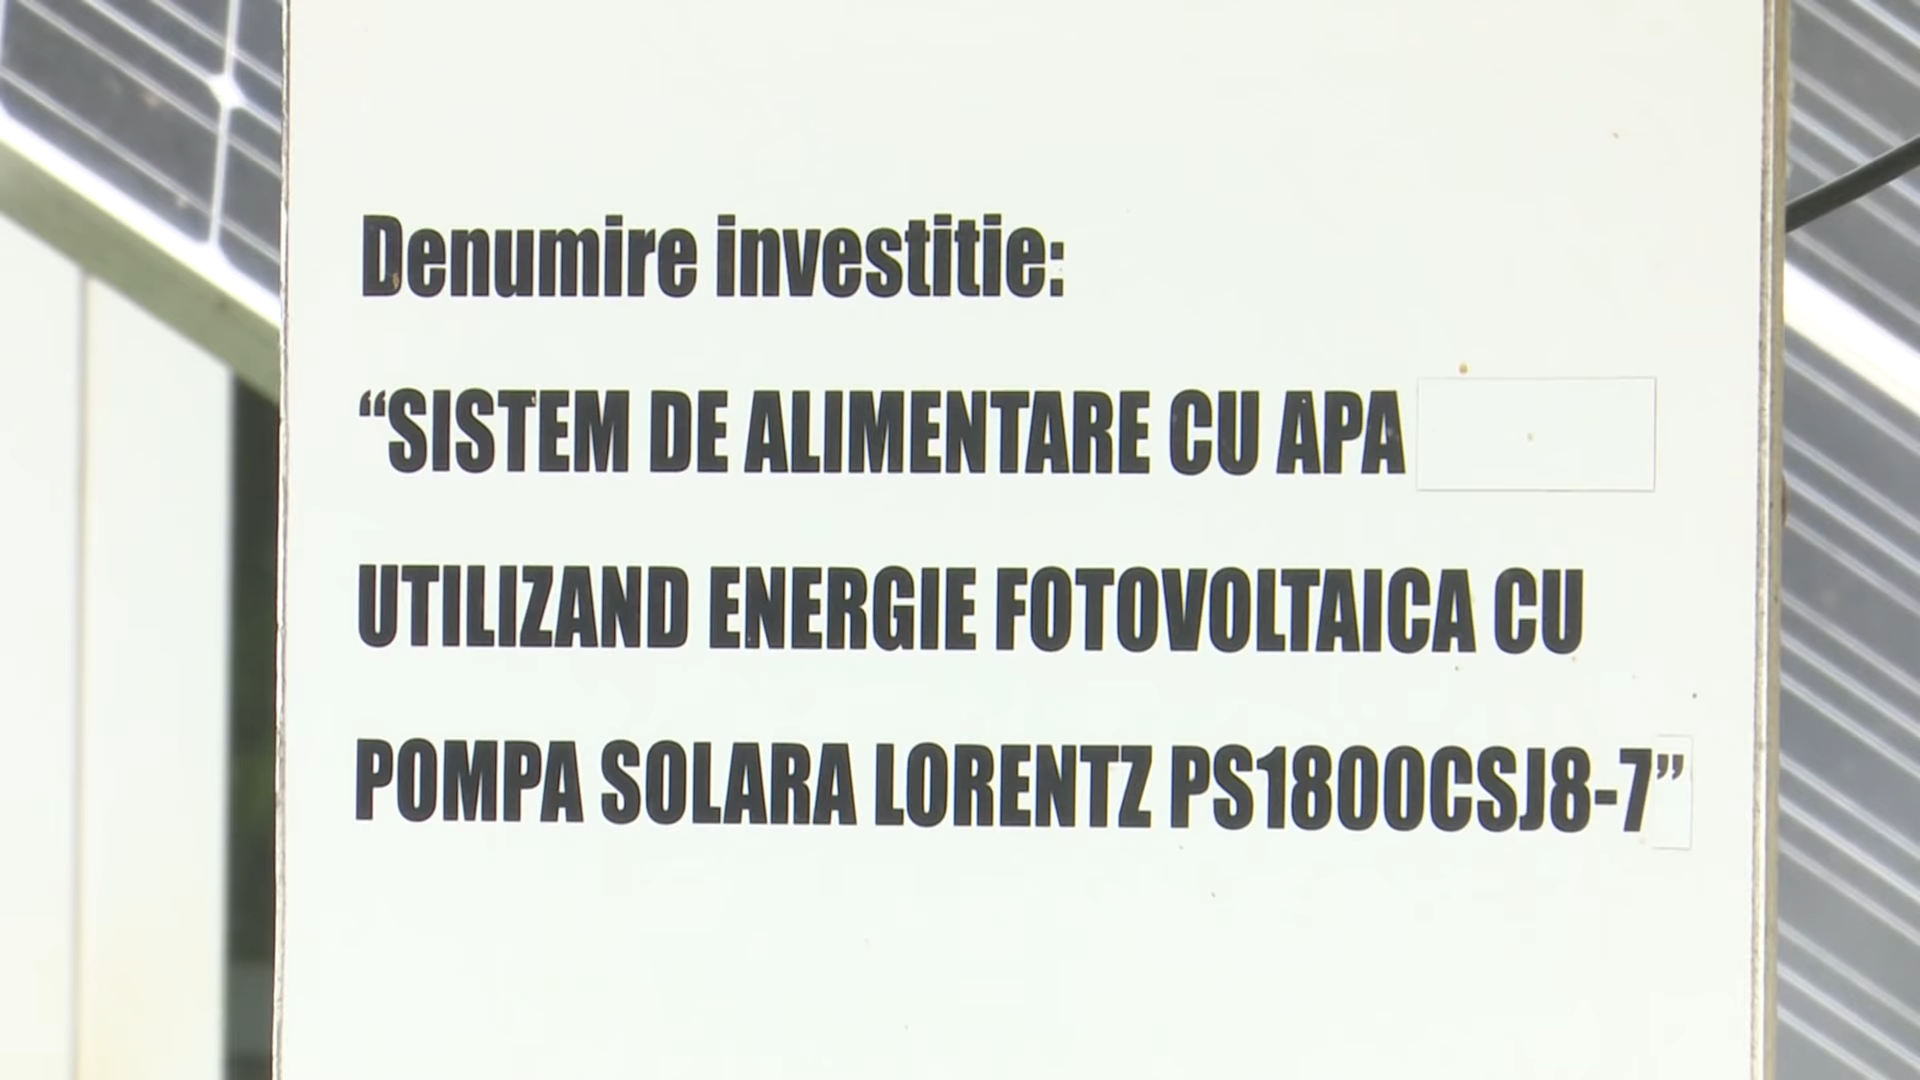 Denumire investitie:
“SISTEM DE ALIMENTARE CU APA
UTILIZAND ENERGIE FOTOVOLTAICA CU
POMPA SOLARA LORENTZ PS1800CSJ8-7”